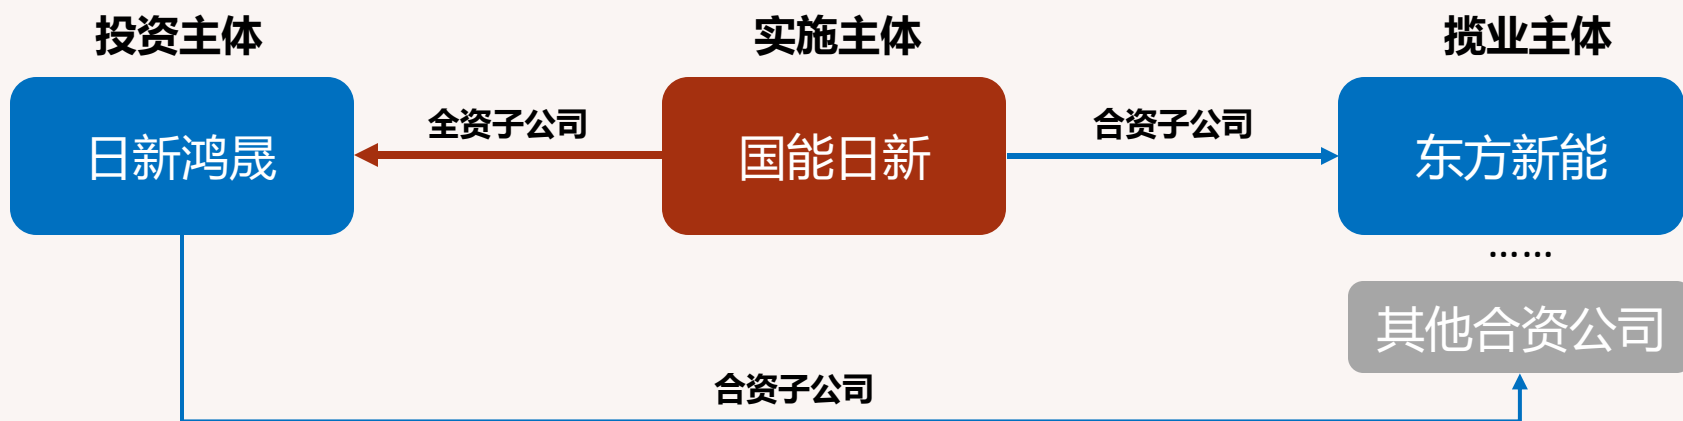 投资主体
实施主体
揽业主体
日新鸿晟
全资子公司
国能日新
合资子公司
东方新能
……
其他合资公司
合资子公司